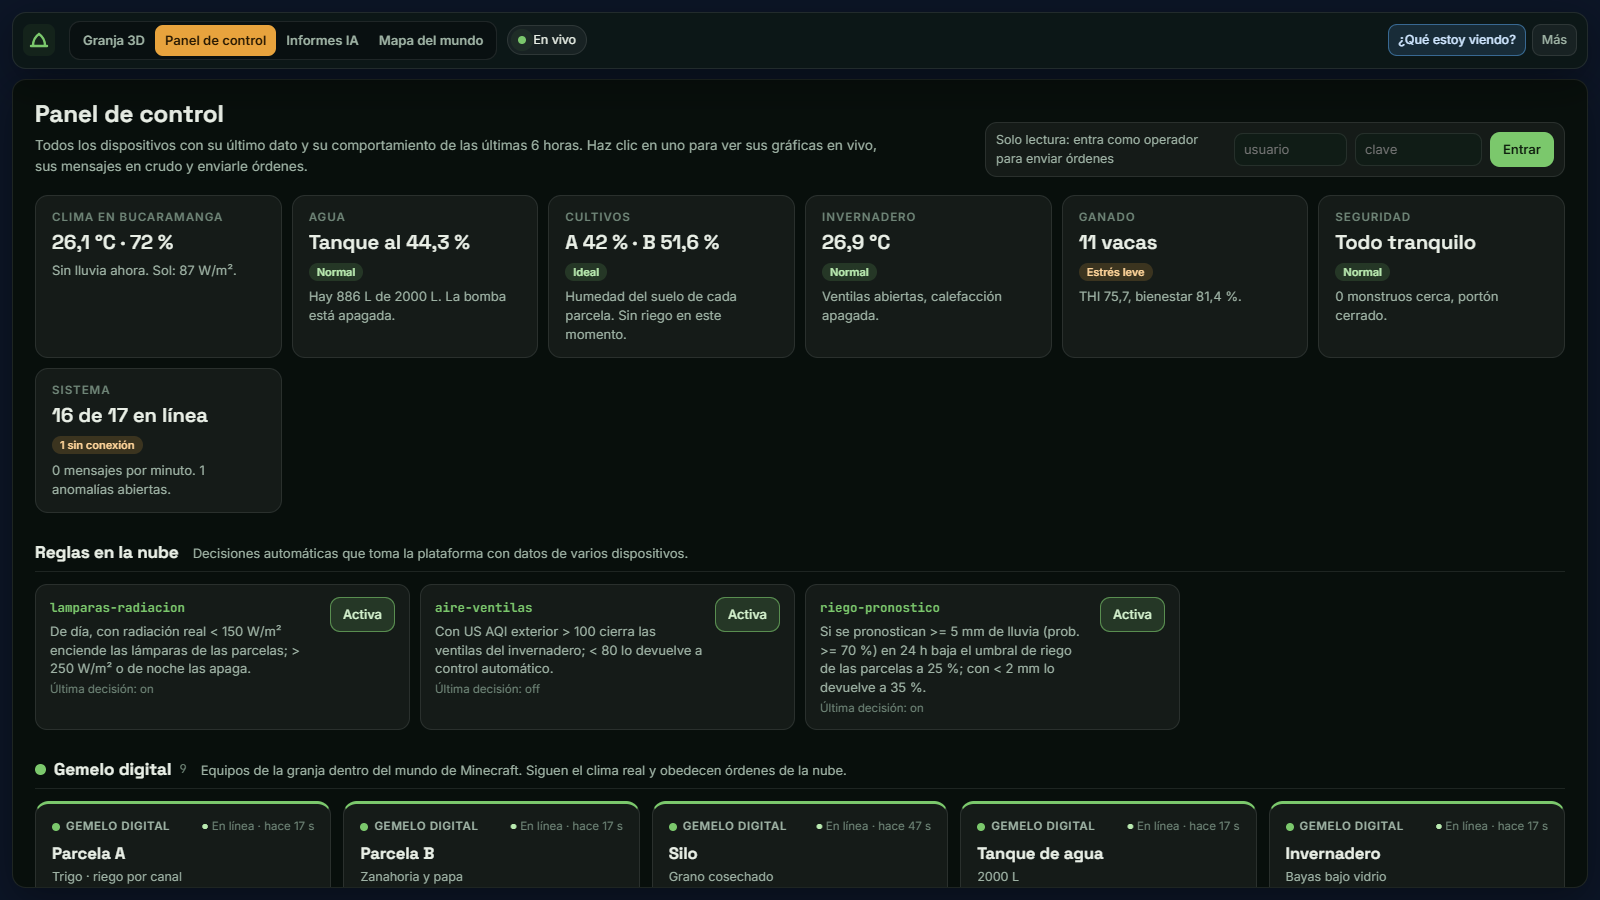 Granja 3D
Panel de control
Informes IA
Mapa del mundo
En vivo
¿Qué estoy viendo?
Más
Panel de control
Todos los dispositivos con su último dato y su comportamiento de las últimas 6 horas. Haz clic en uno para ver sus gráficas en vivo,
sus mensajes en crudo y enviarle órdenes.
Solo lectura: entra como operador
para enviar órdenes
usuario
clave
Entrar
CLIMA EN BUCARAMANGA
26,1 °C · 72 %
Sin lluvia ahora. Sol: 87 W/m².
AGUA
Tanque al 44,3 %
Normal
Hay 886 L de 2000 L. La bomba
está apagada.
CULTIVOS
A 42 % · B 51,6 %
Ideal
Humedad del suelo de cada
parcela. Sin riego en este
momento.
INVERNADERO
26,9 °C
Normal
Ventilas abiertas, calefacción
apagada.
GANADO
11 vacas
Estrés leve
THI 75,7, bienestar 81,4 %.
SEGURIDAD
Todo tranquilo
Normal
0 monstruos cerca, portón
cerrado.
SISTEMA
16 de 17 en línea
1 sin conexión
0 mensajes por minuto. 1
anomalías abiertas.
Reglas en la nube
Decisiones automáticas que toma la plataforma con datos de varios dispositivos.
lamparas-radiacion
Activa
De día, con radiación real < 150 W/m²
enciende las lámparas de las parcelas; >
250 W/m² o de noche las apaga.
Última decisión: on
aire-ventilas
Activa
Con US AQI exterior > 100 cierra las
ventilas del invernadero; < 80 lo devuelve a
control automático.
Última decisión: off
riego-pronostico
Activa
Si se pronostican >= 5 mm de lluvia (prob.
>= 70 %) en 24 h baja el umbral de riego
de las parcelas a 25 %; con < 2 mm lo
devuelve a 35 %.
Última decisión: on
Gemelo digital 9
Equipos de la granja dentro del mundo de Minecraft. Siguen el clima real y obedecen órdenes de la nube.
GEMELO DIGITAL
En línea · hace 17 s
Parcela A
Trigo · riego por canal
GEMELO DIGITAL
En línea · hace 17 s
Parcela B
Zanahoria y papa
GEMELO DIGITAL
En línea · hace 47 s
Silo
Grano cosechado
GEMELO DIGITAL
En línea · hace 17 s
Tanque de agua
2000 L
GEMELO DIGITAL
En línea · hace 17 s
Invernadero
Bayas bajo vidrio